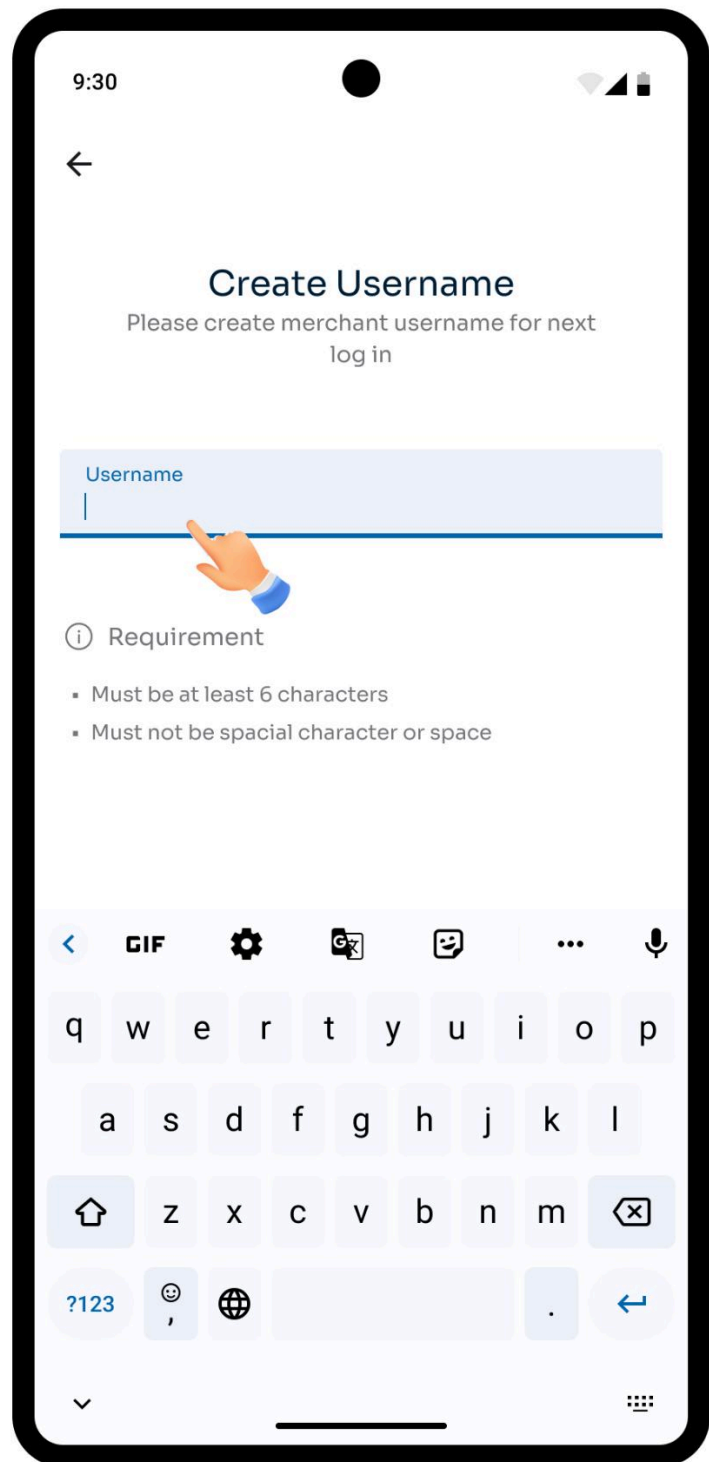 9:30
Create Username
Please create merchant username for next
log in
Username
Requirement
▪ Must be at least 6 characters
▪ Must not be spacial character or space
GIF
q w e r t y u i o p
a s d f g h j k l
z x c v b n m
?123 , .